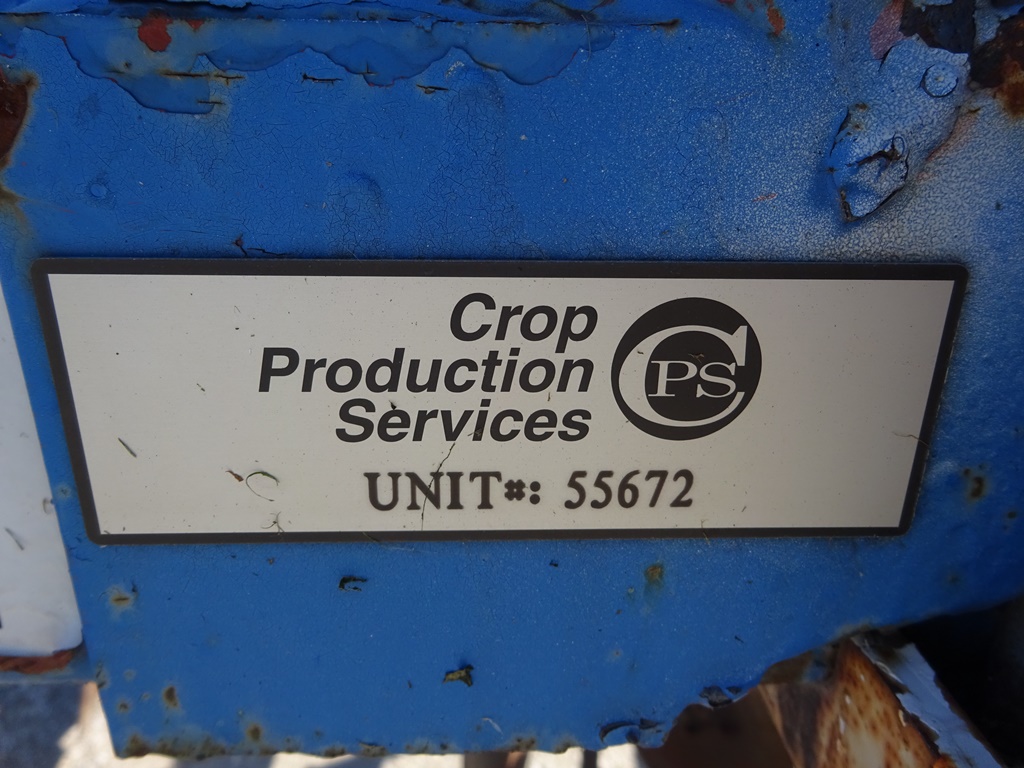 Crop
Production
Services
CPS
UNIT#: 55672